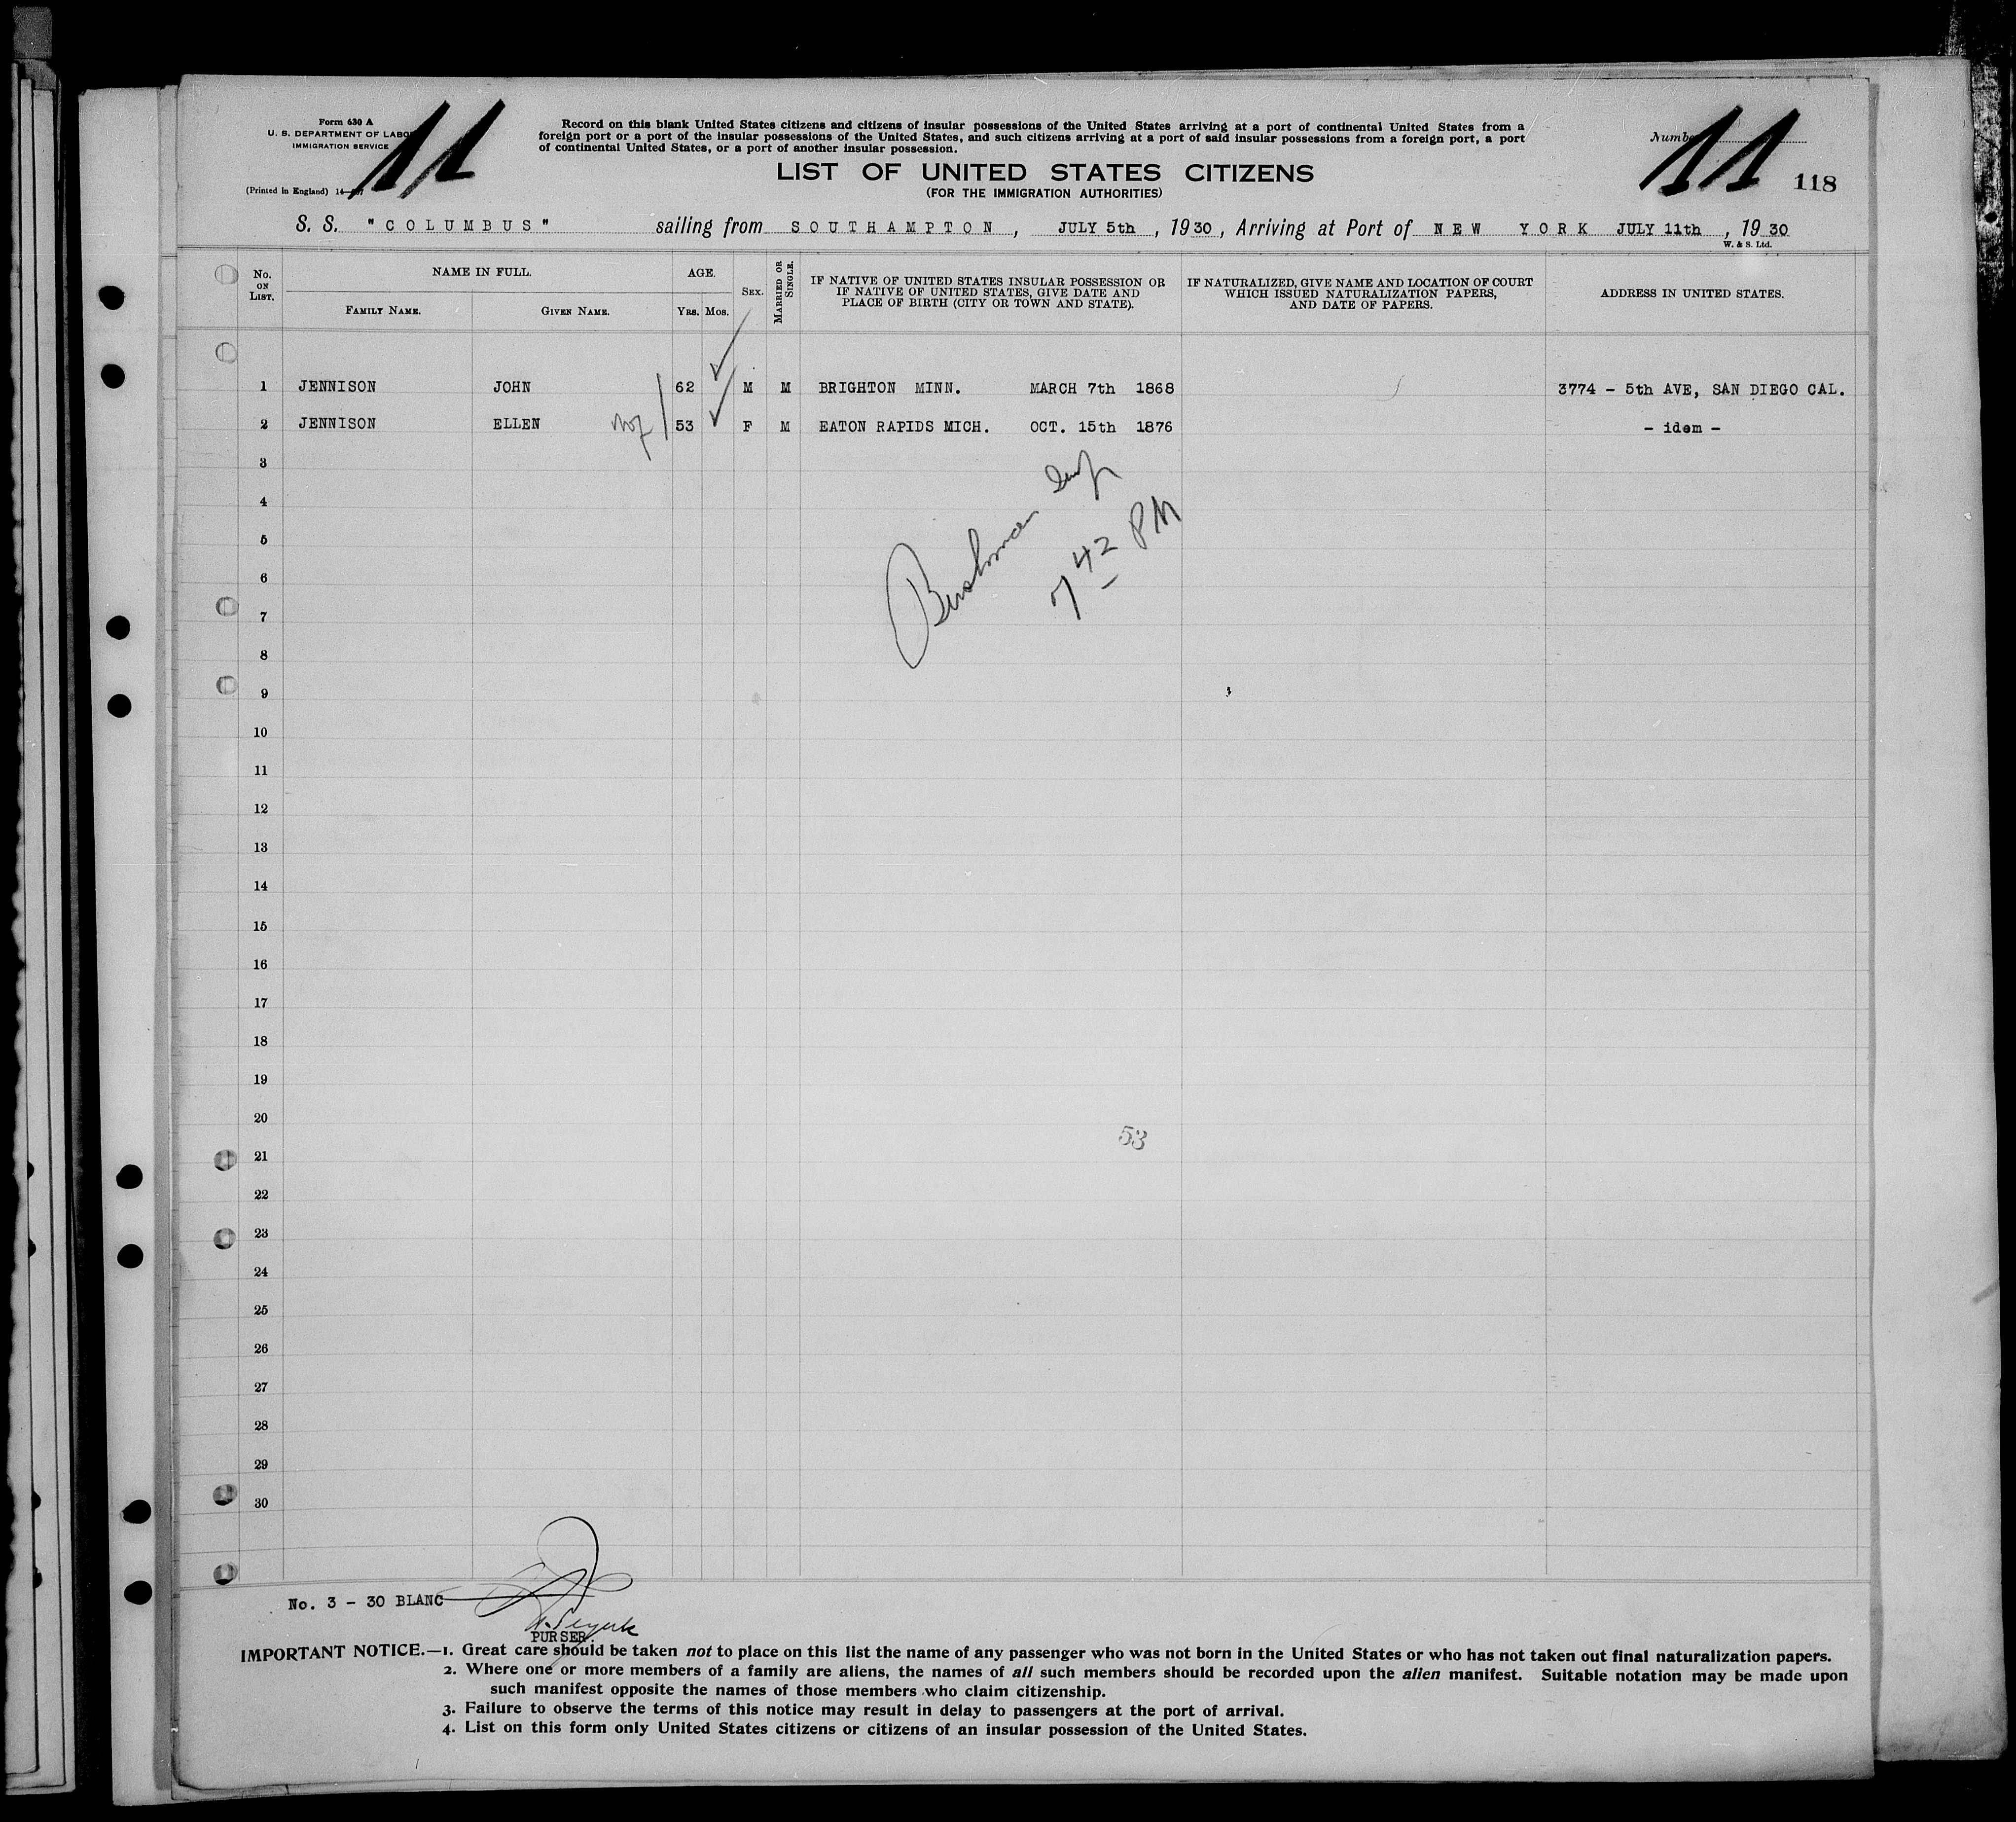 Form 630 A
U. S. DEPARTMENT OF LABOR
IMMIGRATION SERVICE
(Printed in England) 14
11
Record on this blank United States citizens and citizens of insular possessions of the United States arriving at a port of continental United States from a
foreign port or a port of the insular possessions of the United States, and such citizens arriving at a port of said insular possessions from a foreign port, a port
of continental United States, or a port of another insular possession.
LIST OF UNITED STATES CITIZENS
(FOR THE IMMIGRATION AUTHORITIES)
Number 11
118
S. S. "COLUMBUS" sailing from SOUTHAMPTON, JULY 5th, 1930, Arriving at Port of NEW YORK JULY 11th, 1930
W. & S. Ltd.
No. ON LIST.
NAME IN FULL.
FAMILY NAME.
GIVEN NAME.
AGE.
YRS. MOS.
SEX.
MARRIED OR SINGLE.
IF NATIVE OF UNITED STATES INSULAR POSSESSION OR
IF NATIVE OF UNITED STATES, GIVE DATE AND
PLACE OF BIRTH (CITY OR TOWN AND STATE).
IF NATURALIZED, GIVE NAME AND LOCATION OF COURT
WHICH ISSUED NATURALIZATION PAPERS,
AND DATE OF PAPERS.
ADDRESS IN UNITED STATES.
1 JENNISON JOHN 62 M M BRIGHTON MINN. MARCH 7th 1868 3774 - 5th AVE, SAN DIEGO CAL.
2 JENNISON ELLEN 53 F M EATON RAPIDS MICH. OCT. 15th 1876 - idem -
3
4
5
6
7
Bushman Insp
7 42 PM
8
9
10
11
12
13
14
15
16
17
18
19
20
53
21
22
23
24
25
26
27
28
29
30
No. 3 - 30 BLANC
PURSER.
IMPORTANT NOTICE.—1. Great care should be taken not to place on this list the name of any passenger who was not born in the United States or who has not taken out final naturalization papers.
2. Where one or more members of a family are aliens, the names of all such members should be recorded upon the alien manifest. Suitable notation may be made upon
such manifest opposite the names of those members who claim citizenship.
3. Failure to observe the terms of this notice may result in delay to passengers at the port of arrival.
4. List on this form only United States citizens or citizens of an insular possession of the United States.